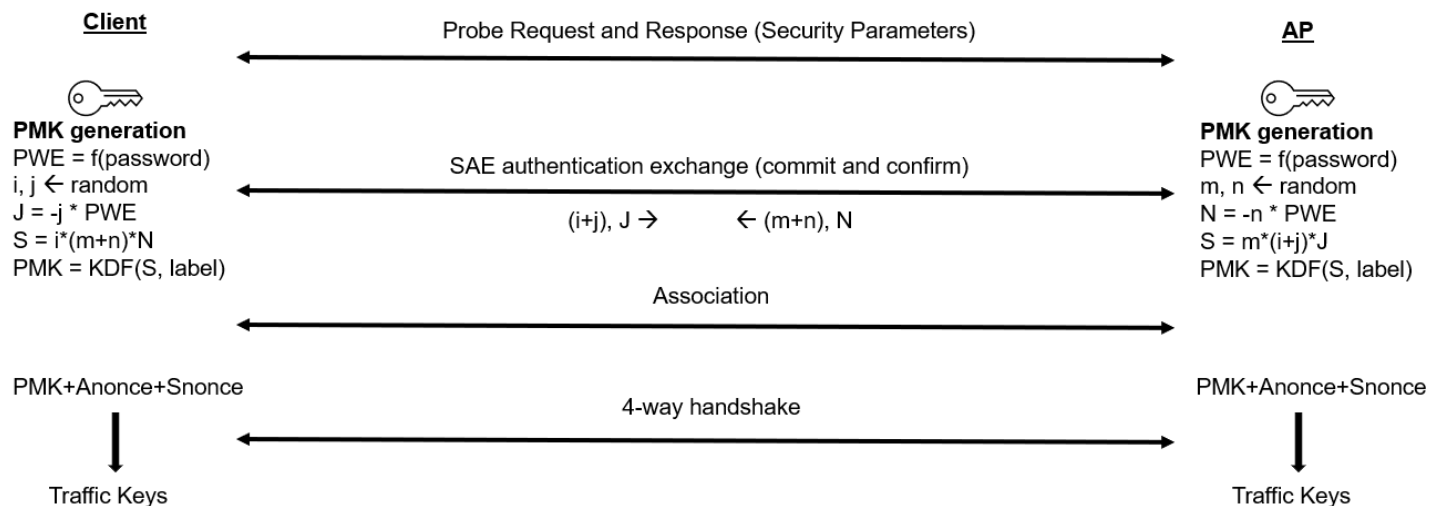 Client
Probe Request and Response (Security Parameters)
AP
PMK generation
PWE = f(password)
i, j ← random
J = -j * PWE
S = i*(m+n)*N
PMK = KDF(S, label)
SAE authentication exchange (commit and confirm)
(i+j), J → ← (m+n), N
PMK generation
PWE = f(password)
m, n ← random
N = -n * PWE
S = m*(i+j)*J
PMK = KDF(S, label)
Association
PMK+Anonce+Snonce
4-way handshake
PMK+Anonce+Snonce
Traffic Keys
Traffic Keys